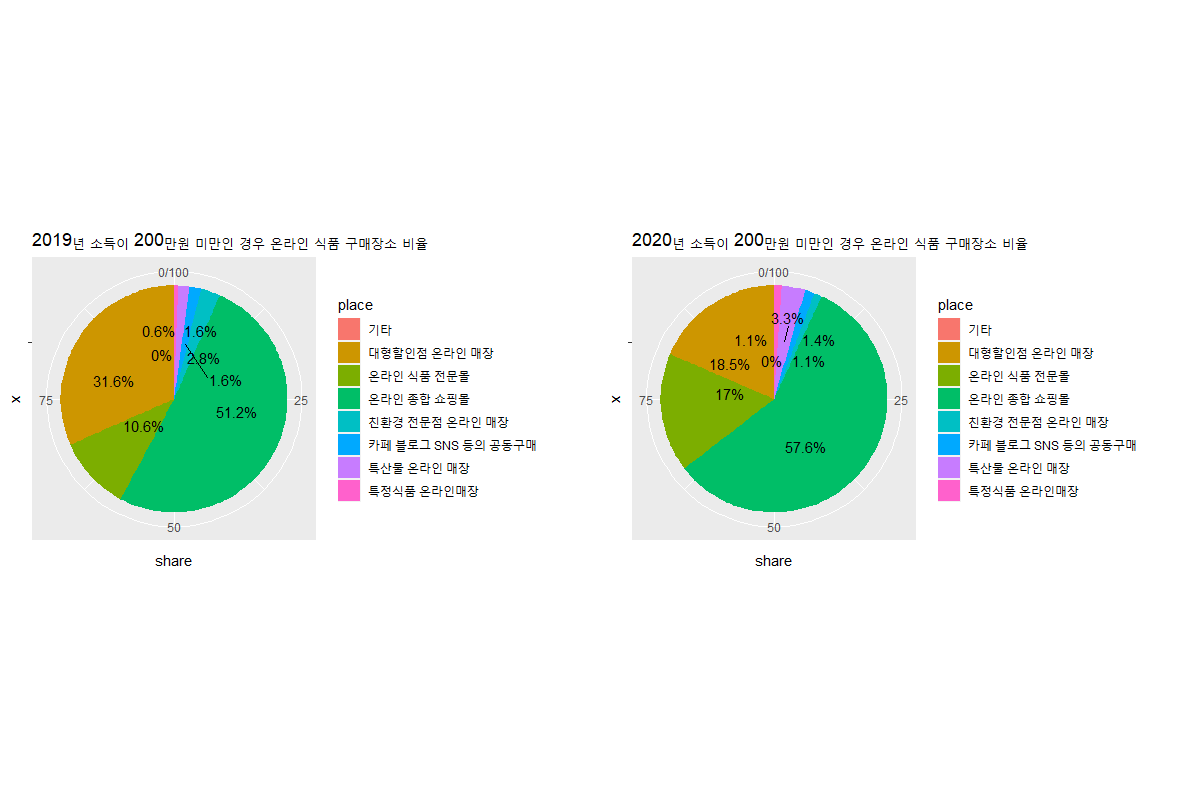 2019년 소득이 200만원 미만인 경우 온라인 식품 구매장소 비율
0/100
0.6%
1.6%
0%
2.8%
31.6%
1.6%
51.2%
10.6%
75
25
50
x
share
place
기타
대형할인점 온라인 매장
온라인 식품 전문몰
온라인 종합 쇼핑몰
친환경 전문점 온라인 매장
카페 블로그 SNS 등의 공동구매
특산물 온라인 매장
특정식품 온라인매장
2020년 소득이 200만원 미만인 경우 온라인 식품 구매장소 비율
0/100
3.3%
1.1%
1.4%
18.5%
0%
1.1%
17%
57.6%
75
25
50
x
share
place
기타
대형할인점 온라인 매장
온라인 식품 전문몰
온라인 종합 쇼핑몰
친환경 전문점 온라인 매장
카페 블로그 SNS 등의 공동구매
특산물 온라인 매장
특정식품 온라인매장